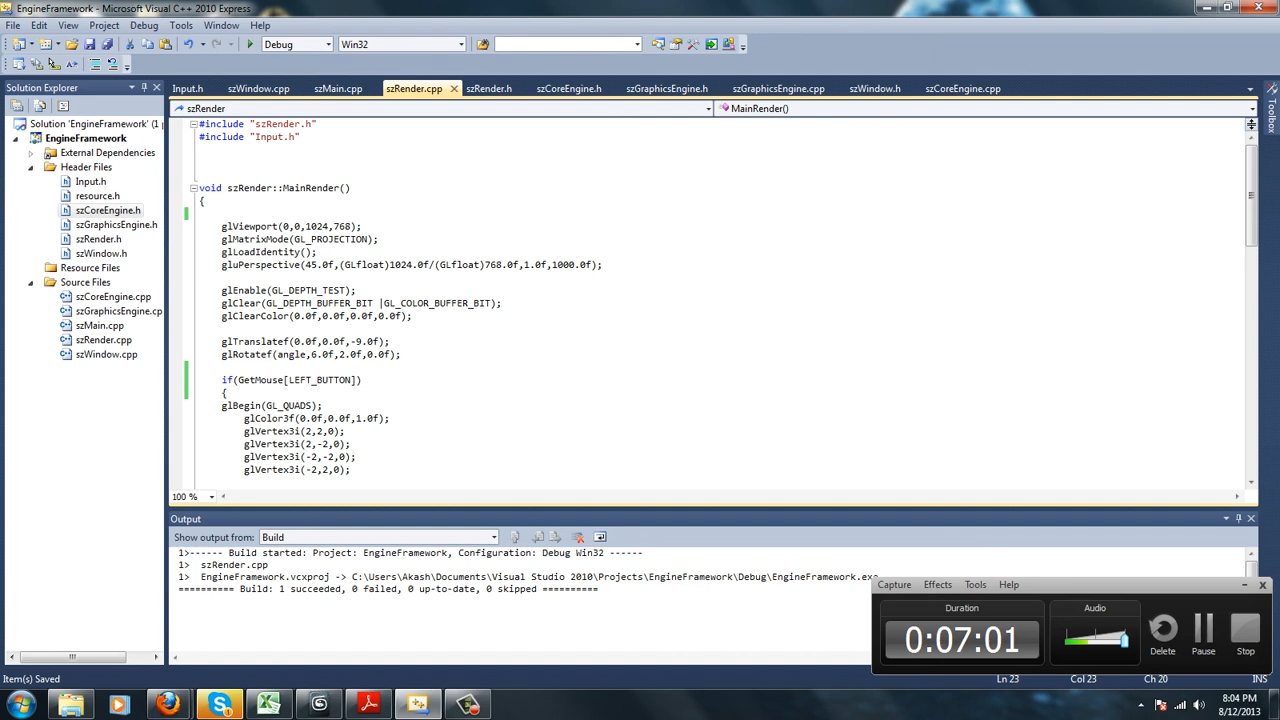 EngineFramework - Microsoft Visual C++ 2010 Express
File Edit View Project Debug Tools Window Help
Debug Win32
Solution Explorer
Input.h szWindow.cpp szMain.cpp szRender.cpp szRender.h szCoreEngine.h szGraphicsEngine.h szGraphicsEngine.cpp szWindow.h szCoreEngine.cpp
szRender MainRender()
Toolbox
Solution 'EngineFramework' (1
EngineFramework
External Dependencies
Header Files
Input.h
resource.h
szCoreEngine.h
szGraphicsEngine.h
szRender.h
szWindow.h
Resource Files
Source Files
szCoreEngine.cpp
szGraphicsEngine.cp
szMain.cpp
szRender.cpp
szWindow.cpp
#include "szRender.h"
#include "Input.h"
void szRender::MainRender()
{
glViewport(0,0,1024,768);
glMatrixMode(GL_PROJECTION);
glLoadIdentity();
gluPerspective(45.0f,(GLfloat)1024.0f/(GLfloat)768.0f,1.0f,1000.0f);
glEnable(GL_DEPTH_TEST);
glClear(GL_DEPTH_BUFFER_BIT |GL_COLOR_BUFFER_BIT);
glClearColor(0.0f,0.0f,0.0f,0.0f);
glTranslatef(0.0f,0.0f,-9.0f);
glRotatef(angle,6.0f,2.0f,0.0f);
if(GetMouse[LEFT_BUTTON])
{
glBegin(GL_QUADS);
glColor3f(0.0f,0.0f,1.0f);
glVertex3i(2,2,0);
glVertex3i(2,-2,0);
glVertex3i(-2,-2,0);
glVertex3i(-2,2,0);
100 %
Output
Show output from: Build
1>------ Build started: Project: EngineFramework, Configuration: Debug Win32 ------
1> szRender.cpp
1> EngineFramework.vcxproj -> C:\Users\Akash\Documents\Visual Studio 2010\Projects\EngineFramework\Debug\EngineFramework.exe
========== Build: 1 succeeded, 0 failed, 0 up-to-date, 0 skipped ==========
Capture Effects Tools Help
Duration Audio
0:07:01
Delete Pause Stop
Item(s) Saved Ln 23 Col 23 Ch 20 INS
8:04 PM
8/12/2013